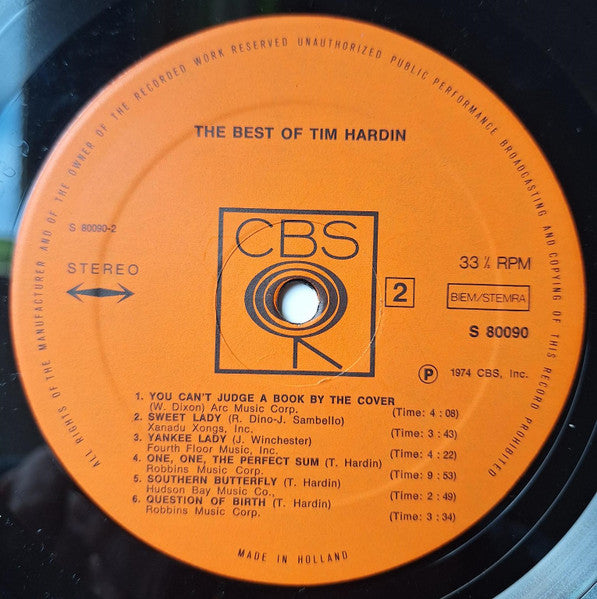 ALL RIGHTS OF THE MANUFACTURER AND OF THE OWNER OF THE RECORDED WORK RESERVED UNAUTHORIZED PUBLIC PERFORMANCE BROADCASTING AND COPYING OF THIS RECORD PROHIBITED
THE BEST OF TIM HARDIN
S 80090-2
CBS
STEREO
33⅓ RPM
2
BIEM/STEMRA
S 80090
Ⓟ 1974 CBS, Inc.
1. YOU CAN'T JUDGE A BOOK BY THE COVER
(W. Dixon) Arc Music Corp. (Time: 4 : 08)
2. SWEET LADY (R. Dino-J. Sambello)
Xanadu Xongs, Inc. (Time: 3 : 43)
3. YANKEE LADY (J. Winchester)
Fourth Floor Music, Inc. (Time: 4 : 22)
4. ONE, ONE, THE PERFECT SUM (T. Hardin)
Robbins Music Corp. (Time: 9 : 53)
5. SOUTHERN BUTTERFLY (T. Hardin)
Hudson Bay Music Co., (Time: 2 : 49)
6. QUESTION OF BIRTH (T. Hardin)
Robbins Music Corp. (Time: 3 : 34)
MADE IN HOLLAND